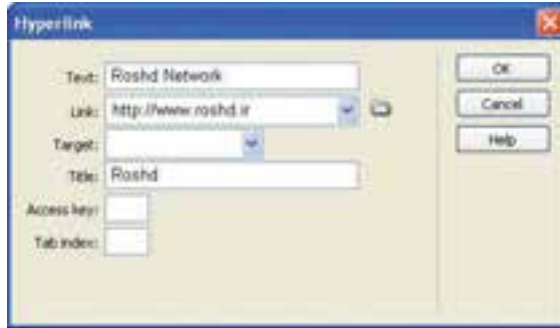 Hyperlink
Text: Roshd Network
Link: http://www.roshd.ir
Target:
Title: Roshd
Access key:
Tab index:
OK
Cancel
Help